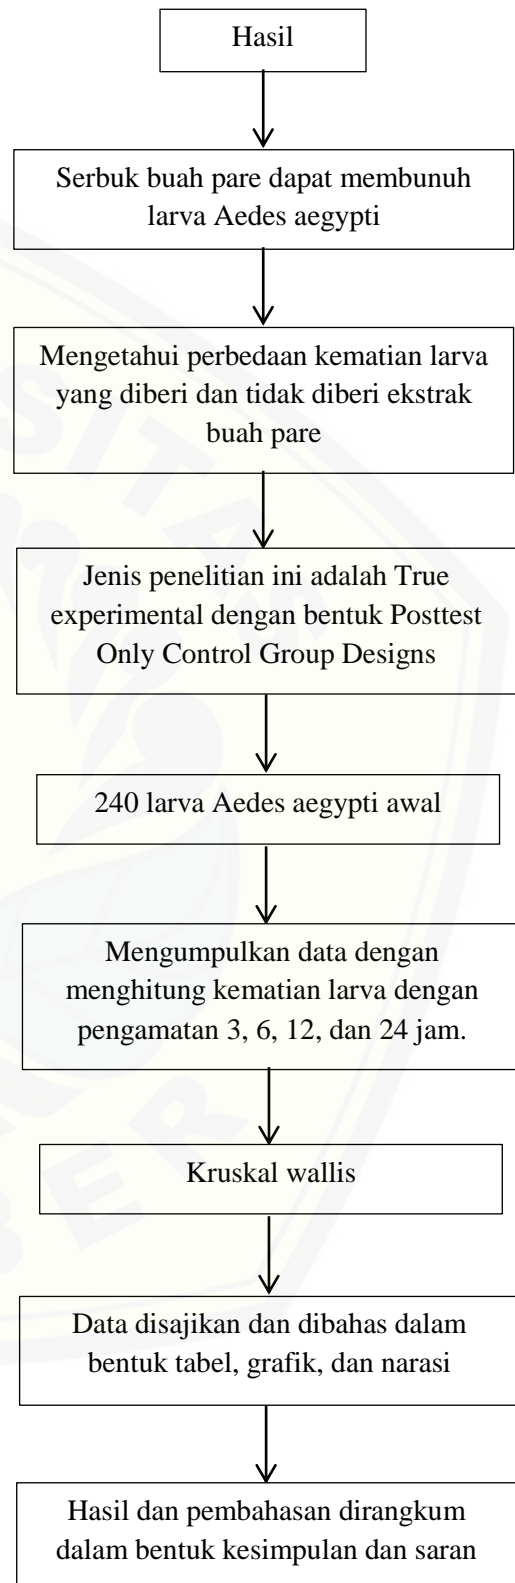 Hasil
Serbuk buah pare dapat membunuh
larva Aedes aegypti
Mengetahui perbedaan kematian larva
yang diberi dan tidak diberi ekstrak
buah pare
Jenis penelitian ini adalah True
experimental dengan bentuk Posttest
Only Control Group Designs
240 larva Aedes aegypti awal
Mengumpulkan data dengan
menghitung kematian larva dengan
pengamatan 3, 6, 12, dan 24 jam.
Kruskal wallis
Data disajikan dan dibahas dalam
bentuk tabel, grafik, dan narasi
Hasil dan pembahasan dirangkum
dalam bentuk kesimpulan dan saran